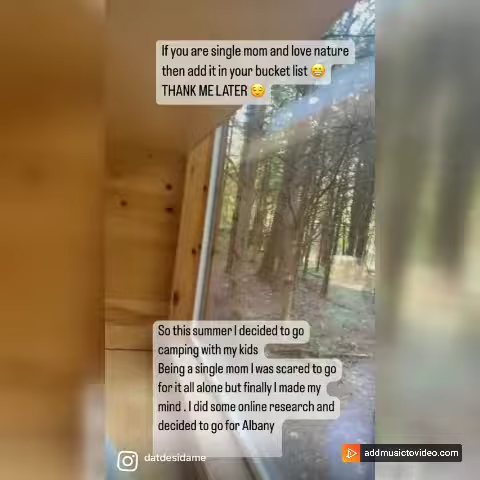 If you are single mom and love nature
then add it in your bucket list 😁
THANK ME LATER 😌
So this summer I decided to go
camping with my kids
Being a single mom I was scared to go
for it all alone but finally I made my
mind . I did some online research and
decided to go for Albany
datdesidame
addmusictovideo.com